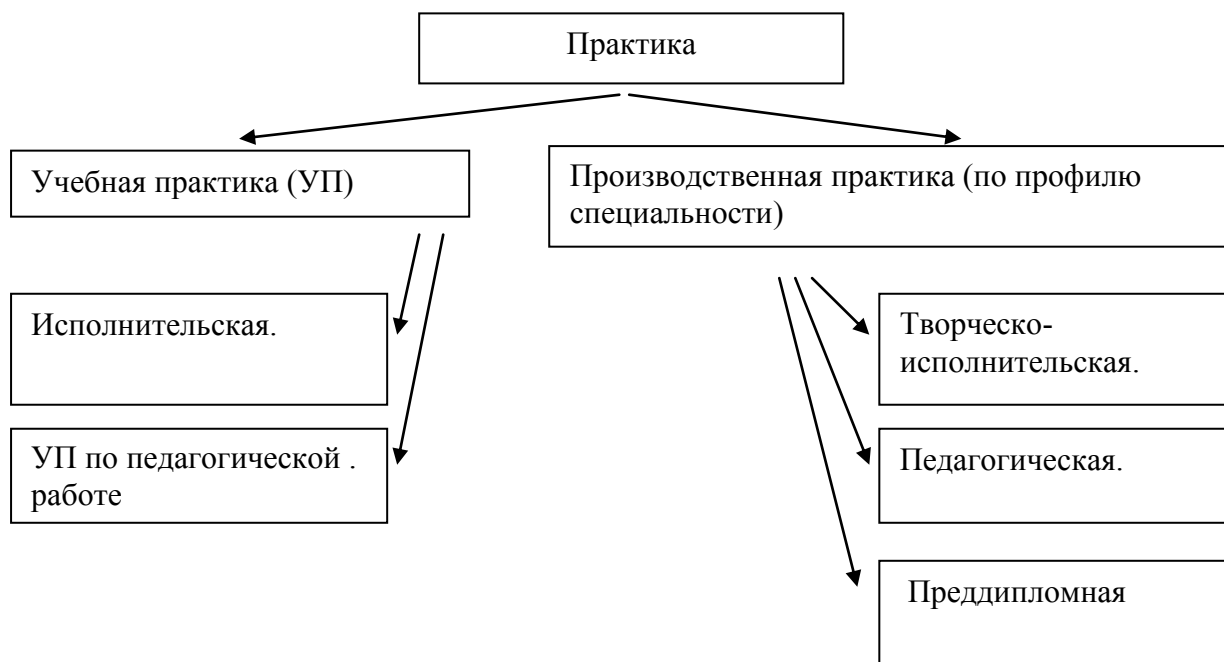 Практика
Учебная практика (УП)
Производственная практика (по профилю
специальности)
Исполнительская.
Творческо-
исполнительская.
УП по педагогической .
работе
Педагогическая.
Преддипломная